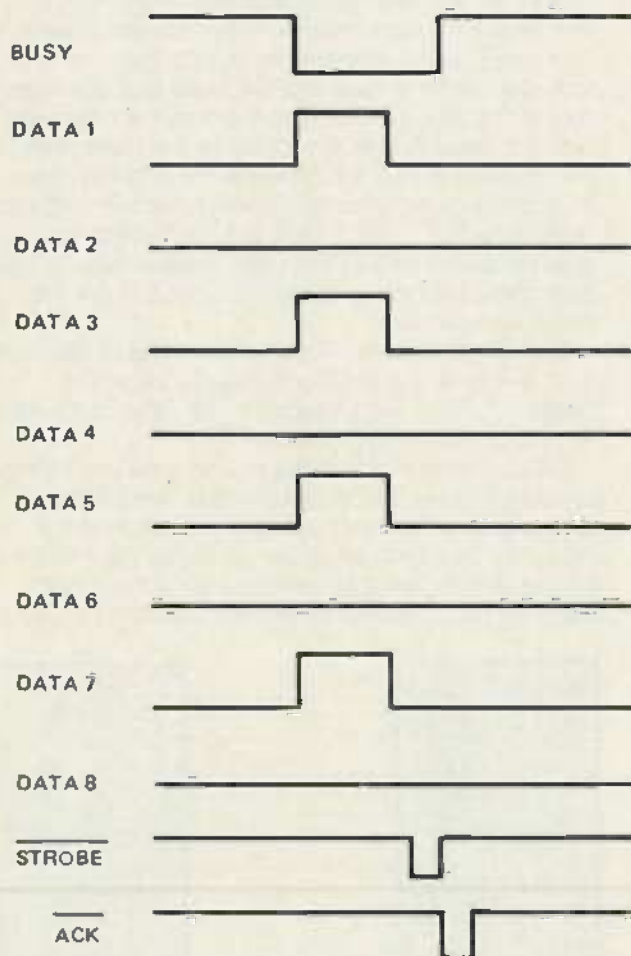 BUSY
DATA 1
DATA 2
DATA 3
DATA 4
DATA 5
DATA 6
DATA 7
DATA 8
STROBE
ACK